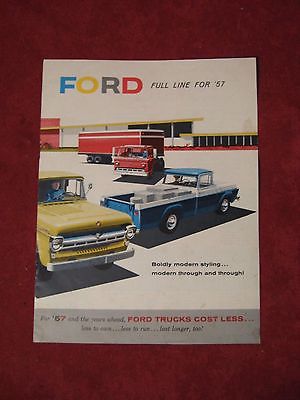 FORD FULL LINE FOR '57
Boldly modern styling...
modern through and through!
For '57 and the years ahead, FORD TRUCKS COST LESS...
less to own...less to run...last longer, too!